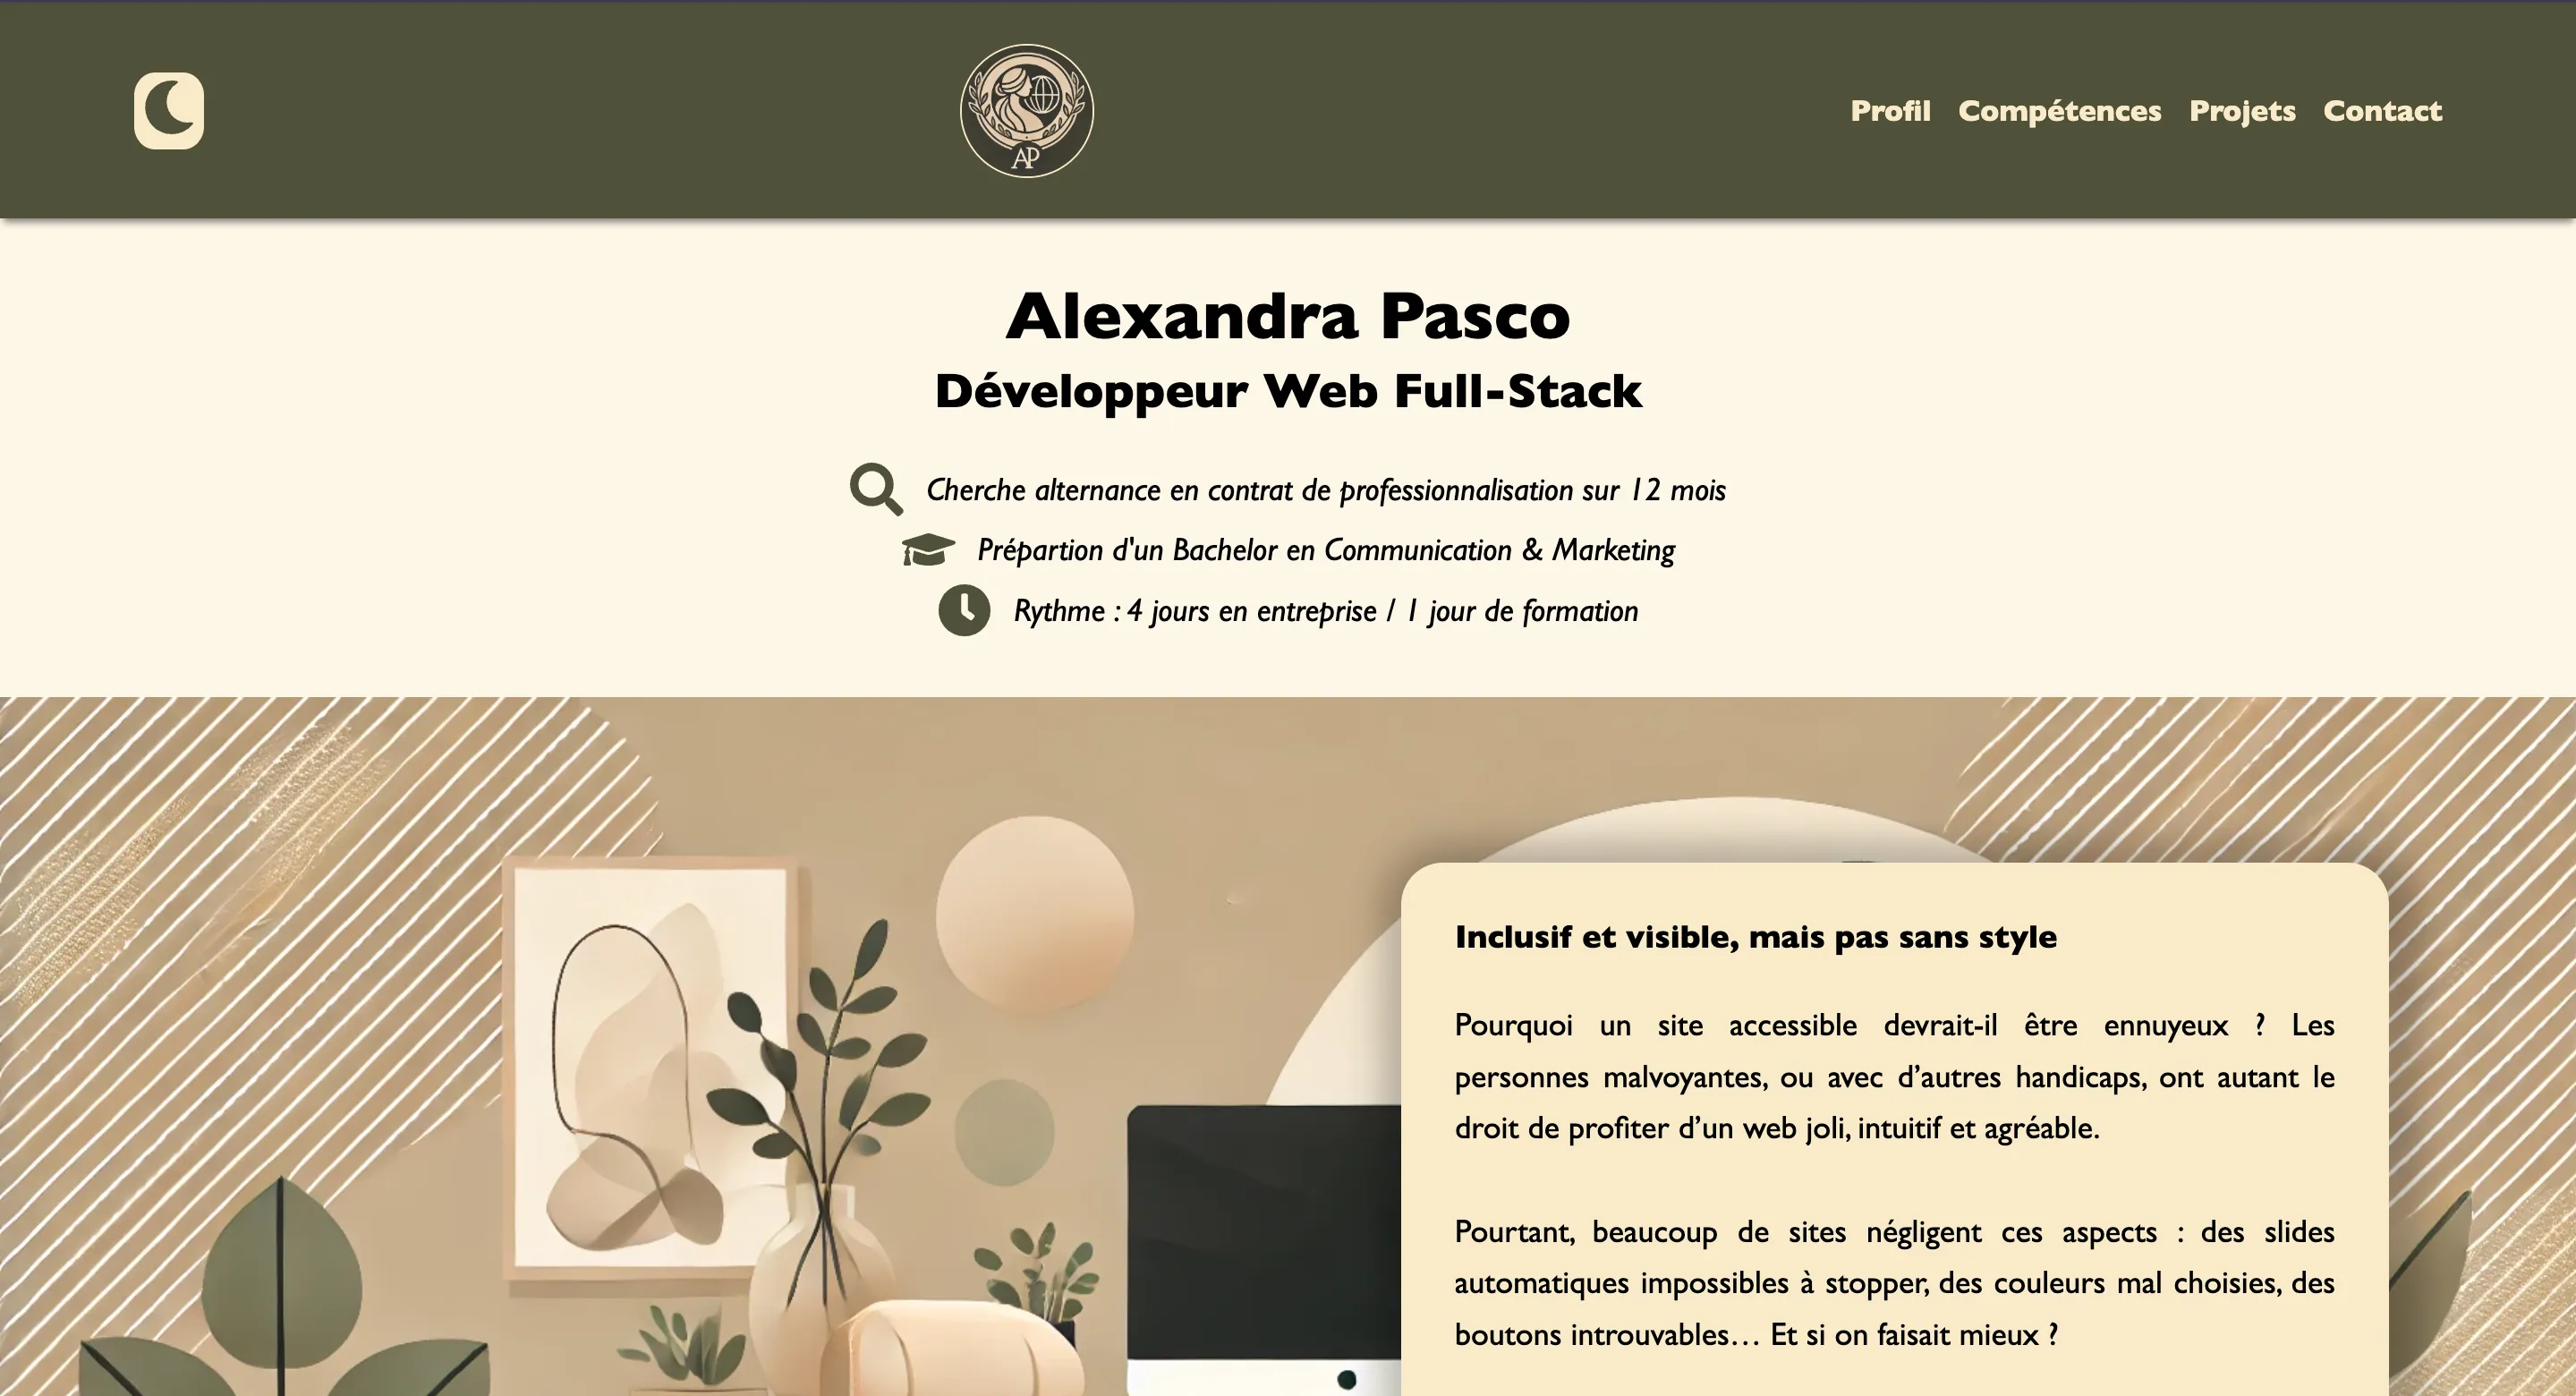 AP
Profil Compétences Projets Contact
Alexandra Pasco
Développeur Web Full-Stack
Cherche alternance en contrat de professionnalisation sur 12 mois
Prépartion d'un Bachelor en Communication & Marketing
Rythme : 4 jours en entreprise / 1 jour de formation
Inclusif et visible, mais pas sans style
Pourquoi un site accessible devrait-il être ennuyeux ? Les
personnes malvoyantes, ou avec d’autres handicaps, ont autant le
droit de profiter d’un web joli, intuitif et agréable.
Pourtant, beaucoup de sites négligent ces aspects : des slides
automatiques impossibles à stopper, des couleurs mal choisies, des
boutons introuvables… Et si on faisait mieux ?